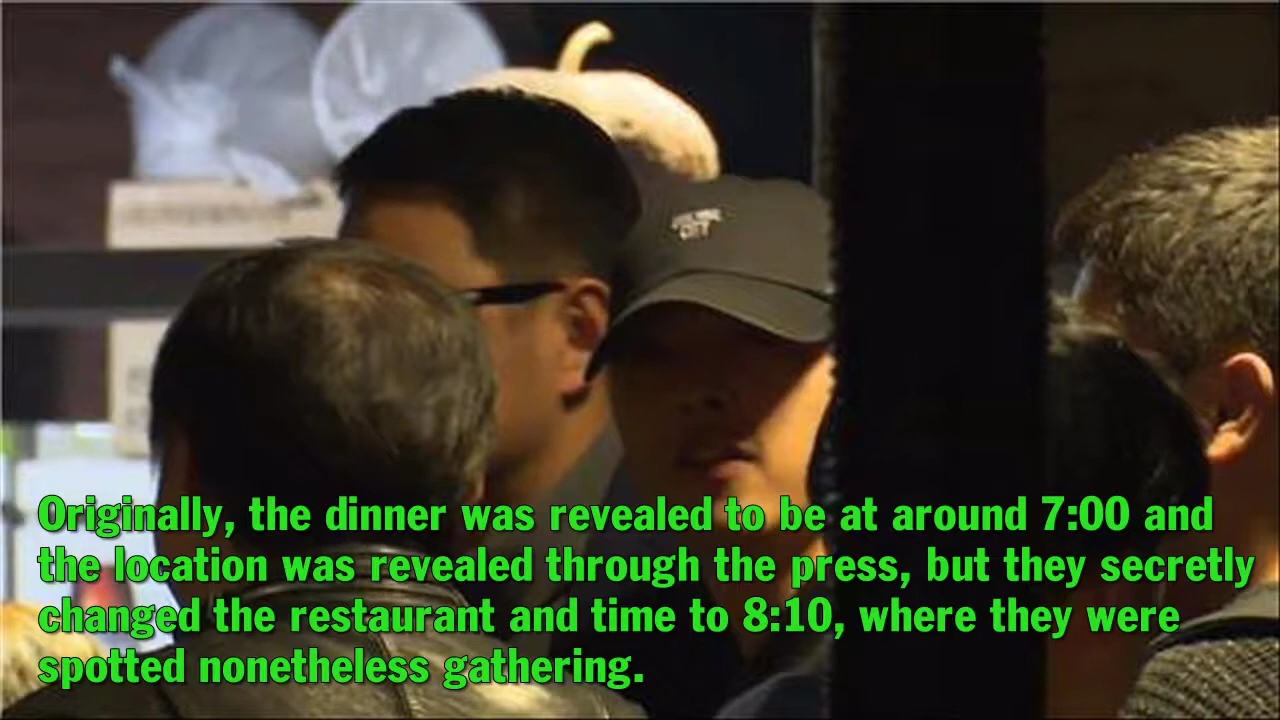 Originally, the dinner was revealed to be at around 7:00 and
the location was revealed through the press, but they secretly
changed the restaurant and time to 8:10, where they were
spotted nonetheless gathering.